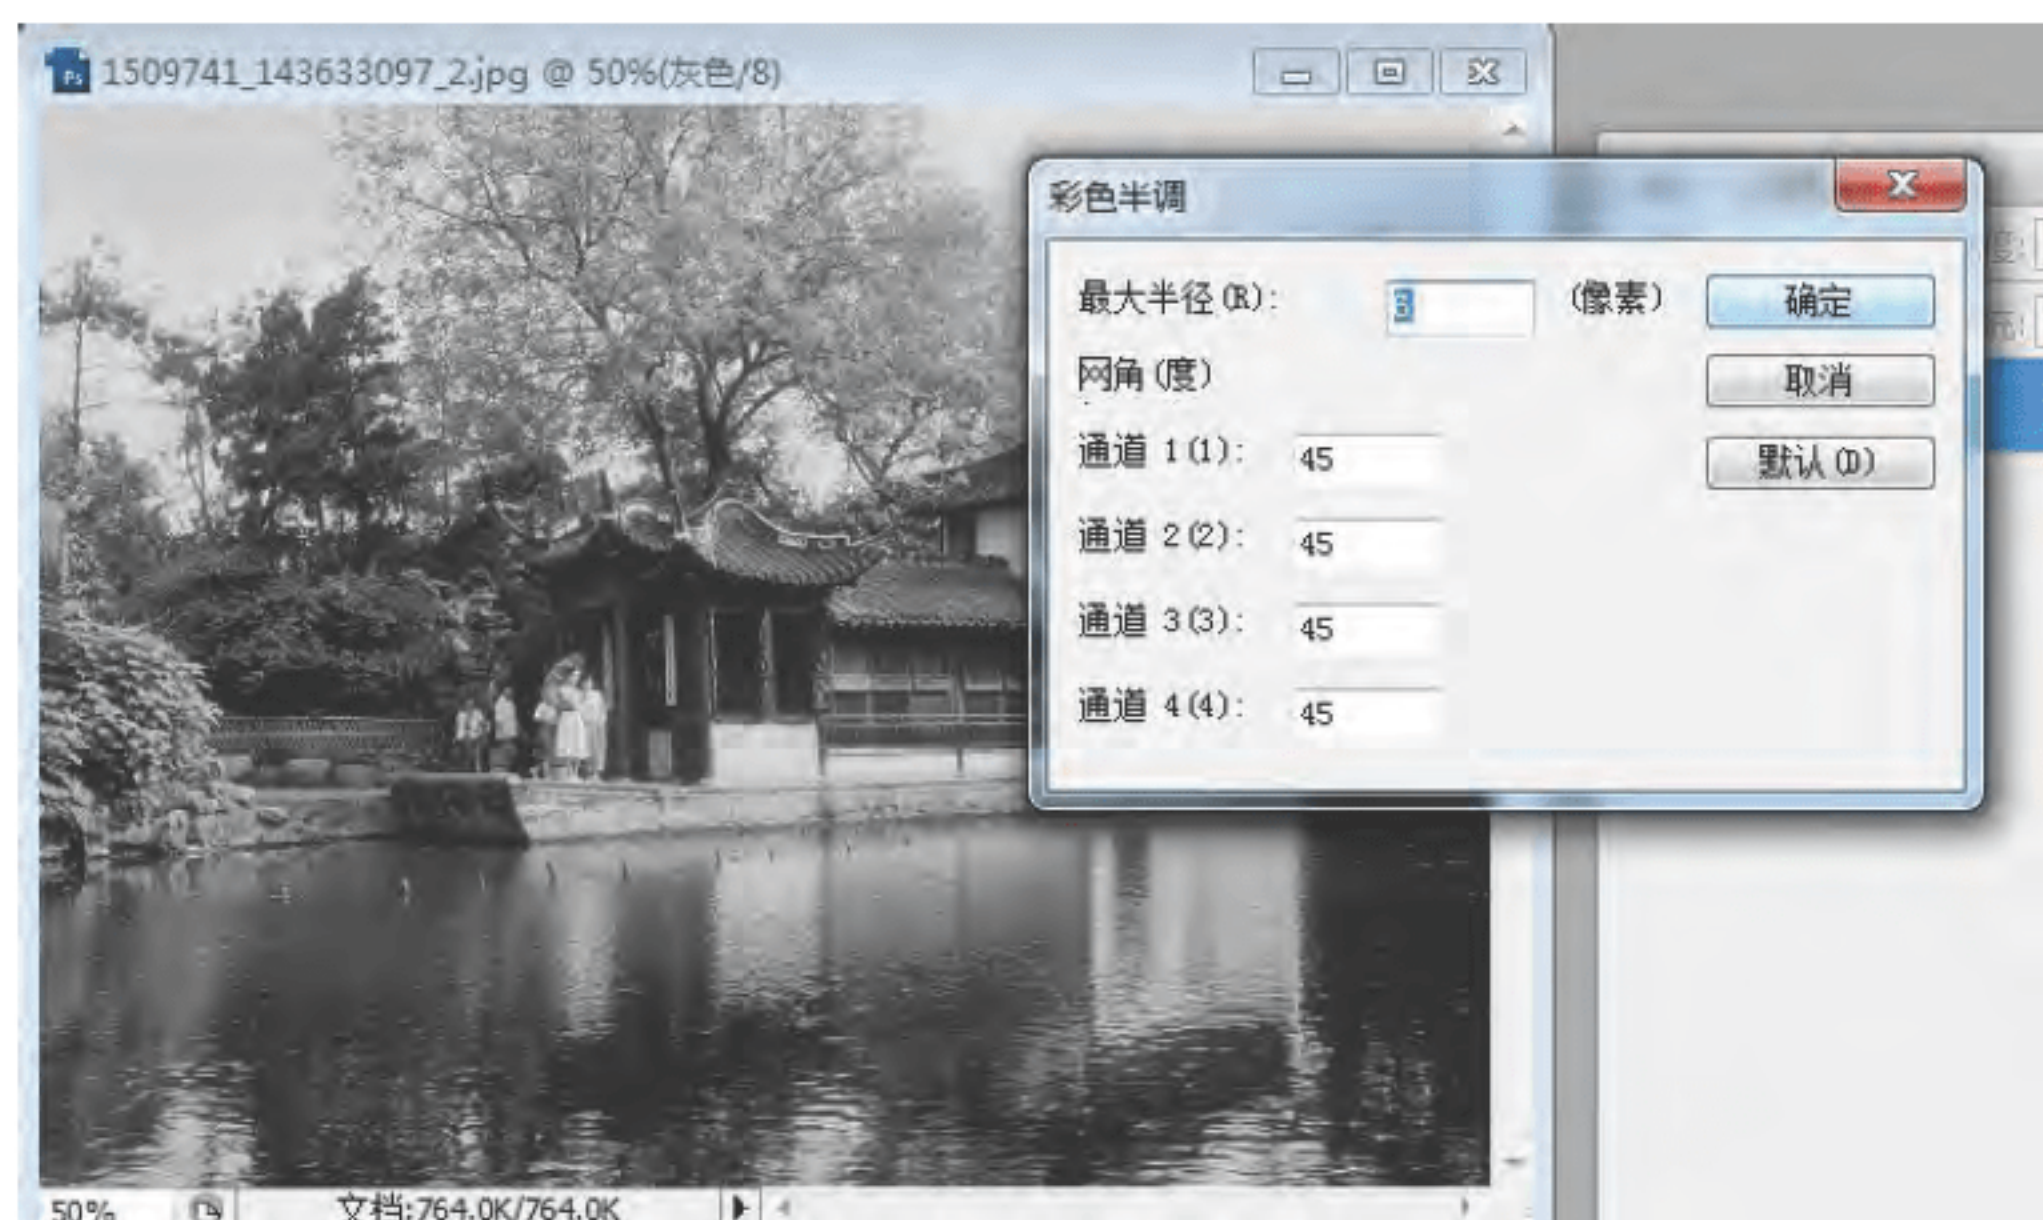 1509741_143633097_2.jpg @ 50%(灰色/8)
彩色半调
最大半径(R):
(像素)
确定
网角(度)
取消
通道 1(1): 45
默认(D)
通道 2(2): 45
通道 3(3): 45
通道 4(4): 45
50%
文档:764.0K/764.0K